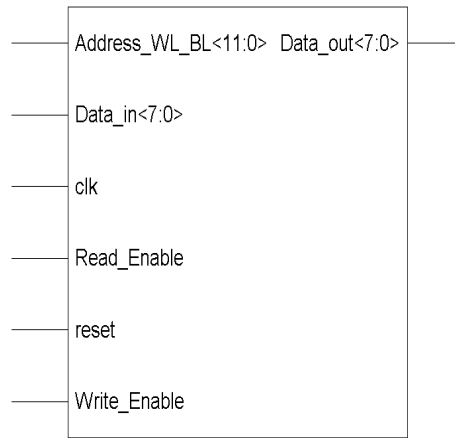 Address_WL_BL<11:0> Data_out<7:0>
Data_in<7:0>
clk
Read_Enable
reset
Write_Enable